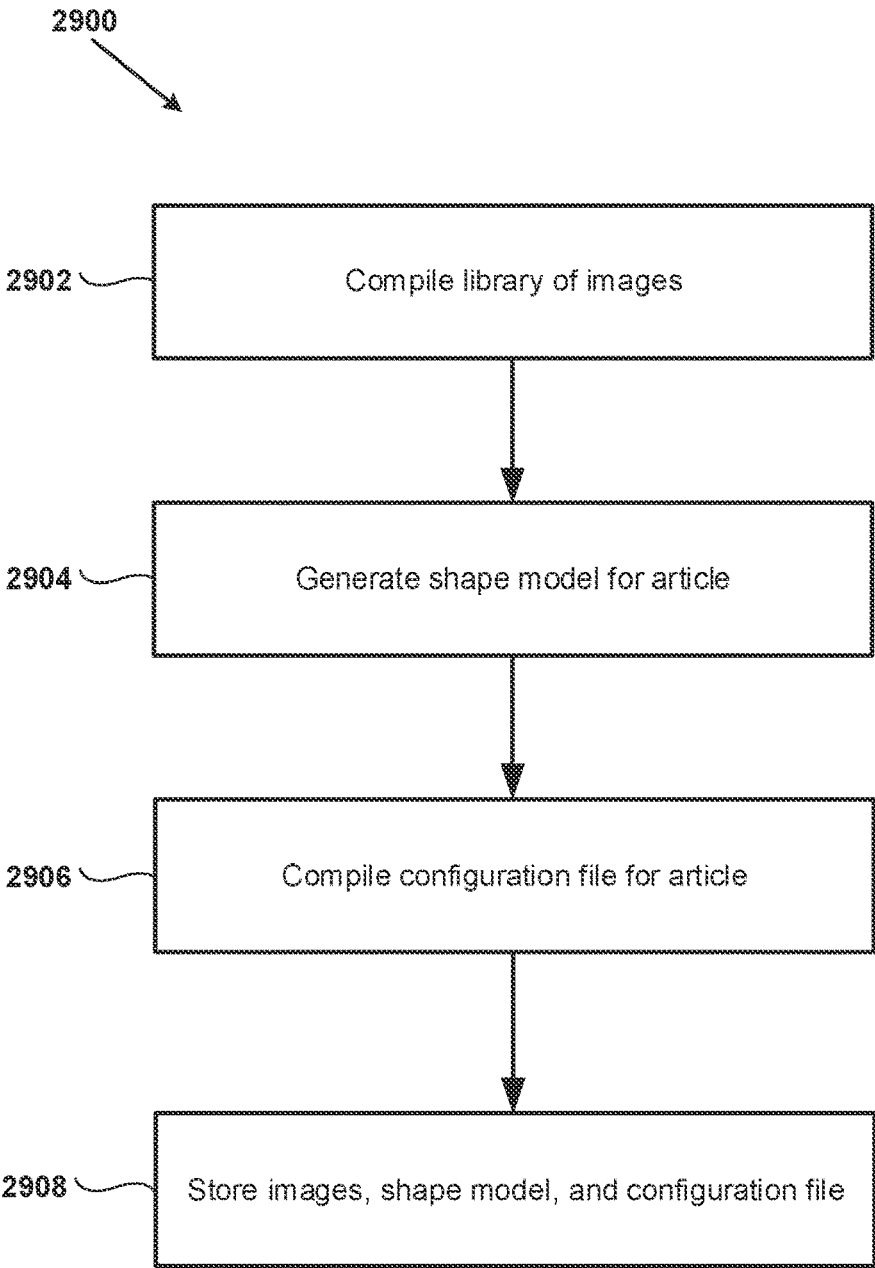 2900
2902 Compile library of images
2904 Generate shape model for article
2906 Compile configuration file for article
2908 Store images, shape model, and configuration file